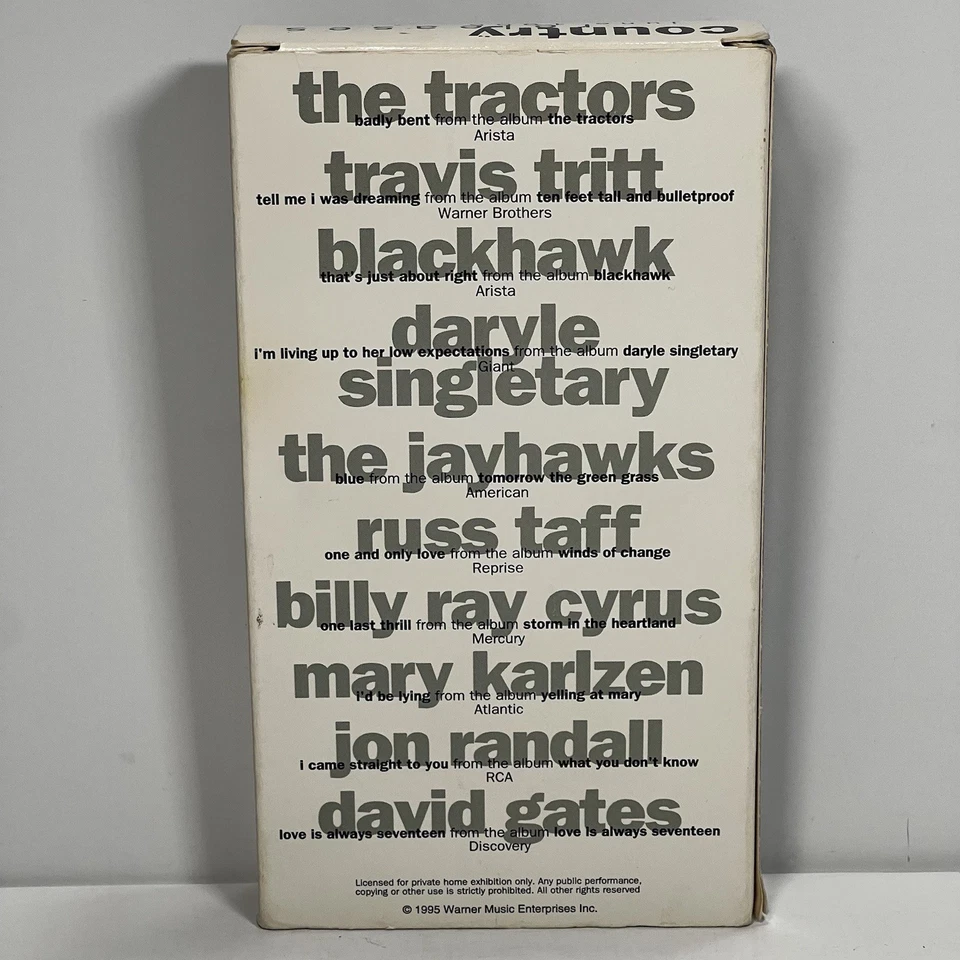 country
the tractors
badly bent from the album the tractors
Arista
travis tritt
tell me i was dreaming from the album ten feet tall and bulletproof
Warner Brothers
blackhawk
that's just about right from the album blackhawk
Arista
daryle
i'm living up to her low expectations from the album daryle singletary
Giant
singletary
the jayhawks
blue from the album tomorrow the green grass
American
russ taff
one and only love from the album winds of change
Reprise
billy ray cyrus
one last thrill from the album storm in the heartland
Mercury
mary karlzen
i'd be lying from the album yelling at mary
Atlantic
jon randall
i came straight to you from the album what you don't know
RCA
david gates
love is always seventeen from the album love is always seventeen
Discovery
Licensed for private home exhibition only. Any public performance,
copying or other use is strictly prohibited. All other rights reserved
© 1995 Warner Music Enterprises Inc.